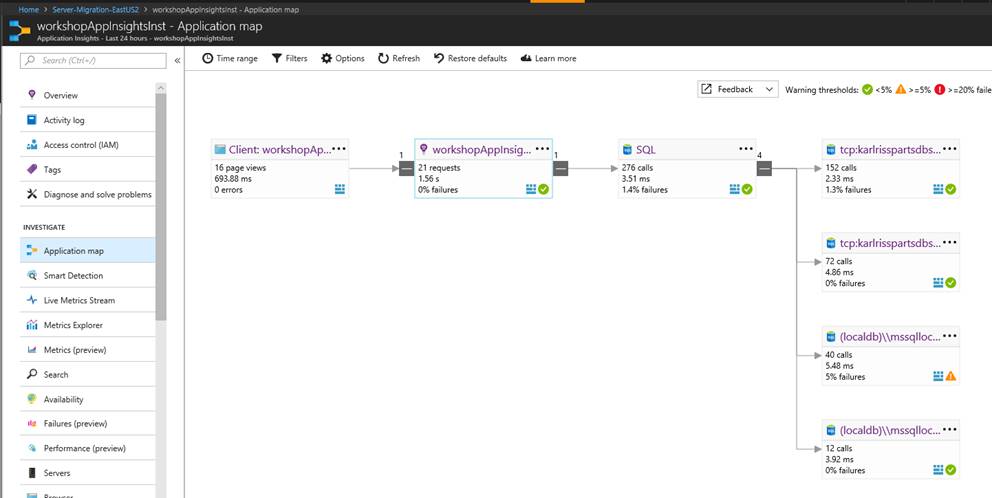 Home > Server-Migration-EastUS2 > workshopAppInsightsInst - Application map
workshopAppInsightsInst - Application map
Application Insights - Last 24 hours - workshopAppInsightsInst
Search (Ctrl+/)
Overview
Activity log
Access control (IAM)
Tags
Diagnose and solve problems
INVESTIGATE
Application map
Smart Detection
Live Metrics Stream
Metrics Explorer
Metrics (preview)
Search
Availability
Failures (preview)
Performance (preview)
Servers
Browser
Time range Filters Options Refresh Restore defaults Learn more
Feedback Warning thresholds: <5% >=5% >=20% faile
Client: workshopAp...
16 page views
693.88 ms
0 errors
1
workshopAppInsig...
21 requests
1.56 s
0% failures
1
SQL
276 calls
3.51 ms
1.4% failures
4
tcp:karlrisspartsdbs...
152 calls
2.33 ms
1.3% failures
tcp:karlrisspartsdbs...
72 calls
4.86 ms
0% failures
(localdb)\\mssqlloc...
40 calls
5.48 ms
5% failures
(localdb)\\mssqlloc...
12 calls
3.92 ms
0% failures